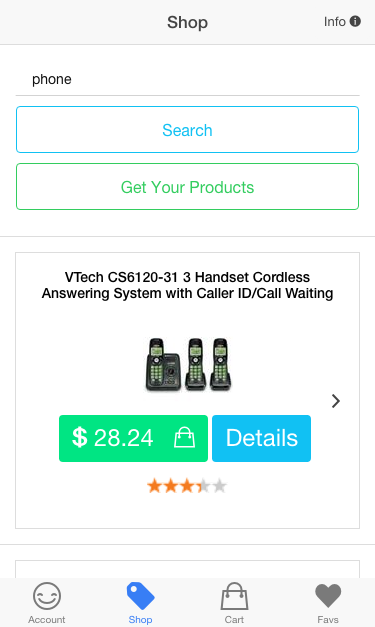 Shop
Info
phone
Search
Get Your Products
VTech CS6120-31 3 Handset Cordless
Answering System with Caller ID/Call Waiting
$ 28.24
Details
Account
Shop
Cart
Favs